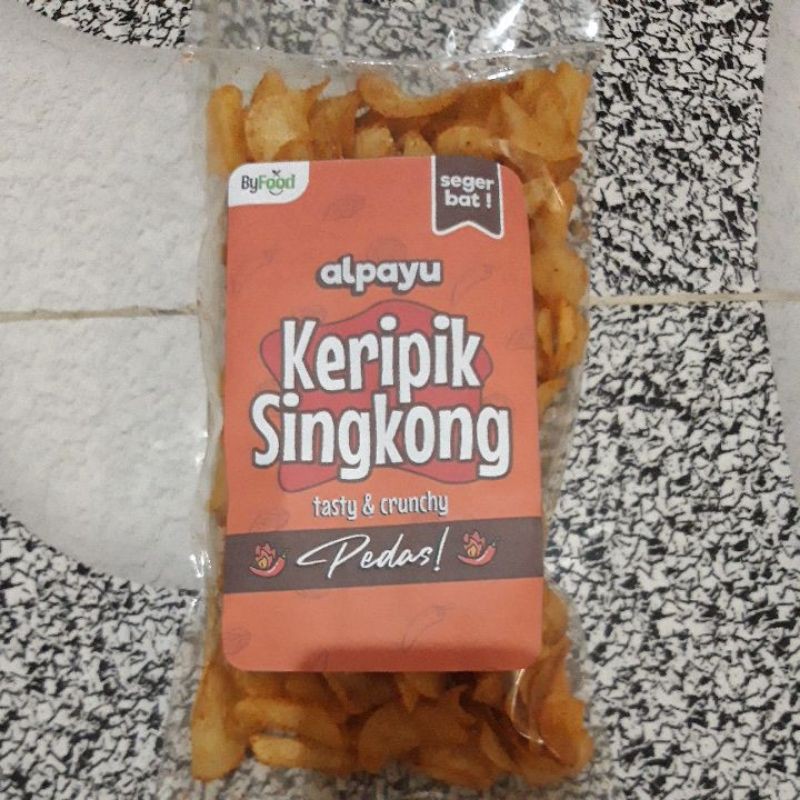 ByFood
seger
bat !
alpayu
Keripik
Singkong
tasty & crunchy
Pedas!